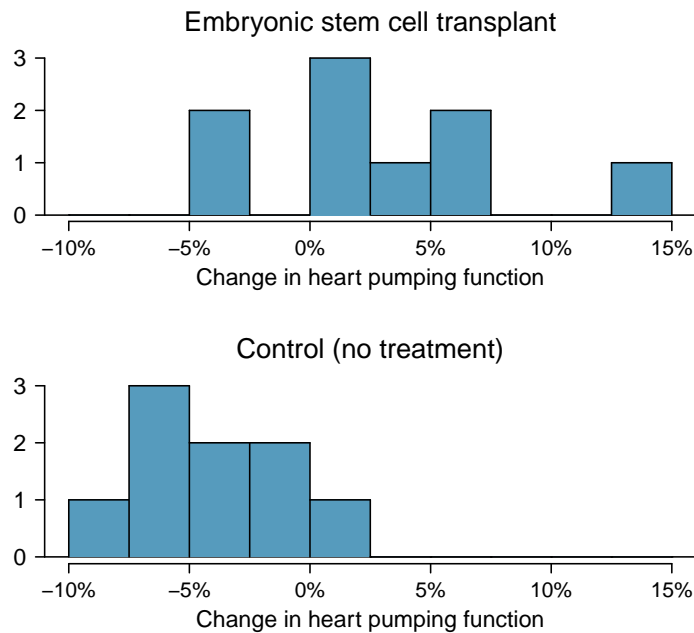 Embryonic stem cell transplant
3
2
1
0
−10% −5% 0% 5% 10% 15%
Change in heart pumping function
Control (no treatment)
3
2
1
0
−10% −5% 0% 5% 10% 15%
Change in heart pumping function